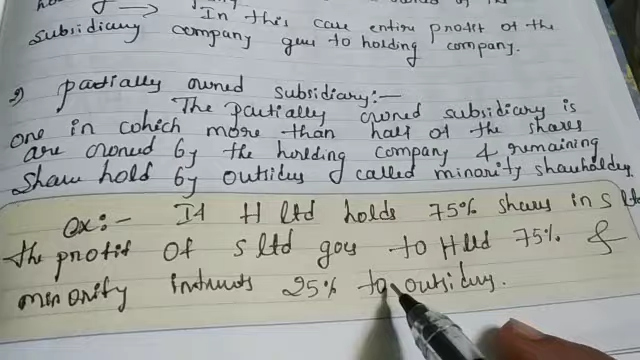 In this case entire profit of the
subsidiary company goes to holding company.
2) partially owned subsidiary:-
The partially owned subsidiary is
one in which more than half of the shares
are owned by the holding company & remaining
share hold by outsides called minority shareholders
Ex:- If H ltd holds 75% shares in S ltd
the profit of S ltd goes to H ltd 75% &
minority intrusts 25% to outsiders.